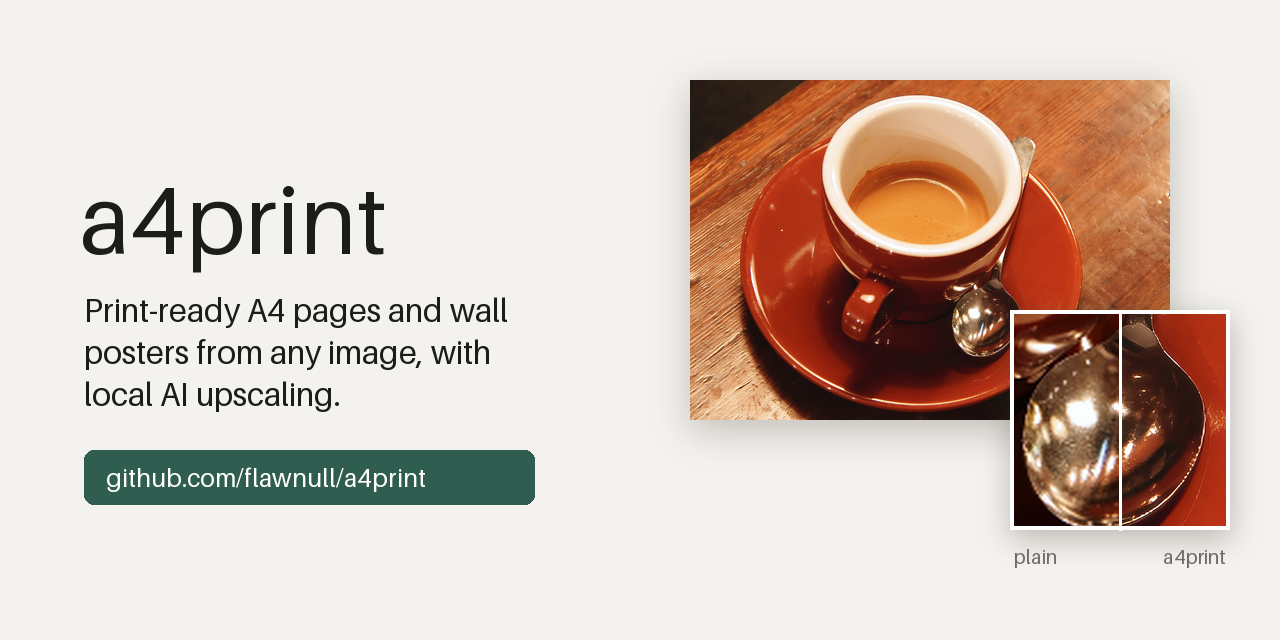 a4print
Print-ready A4 pages and wall
posters from any image, with
local AI upscaling.
github.com/flawnull/a4print
plain
a4print